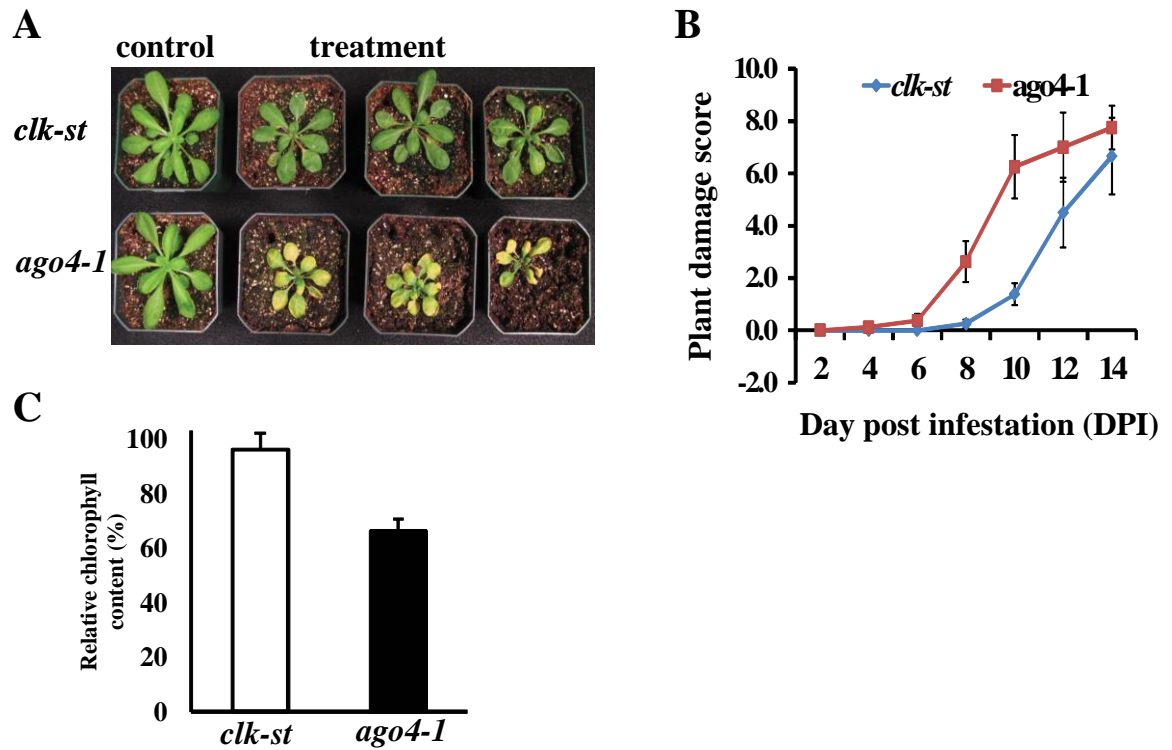 A
control treatment
clk-st
ago4-1
B
Plant damage score
10.0
8.0
6.0
4.0
2.0
0.0
-2.0
clk-st ago4-1
2 4 6 8 10 12 14
Day post infestation (DPI)
C
Relative chlorophyll
content (%)
100
80
60
40
20
0
clk-st ago4-1